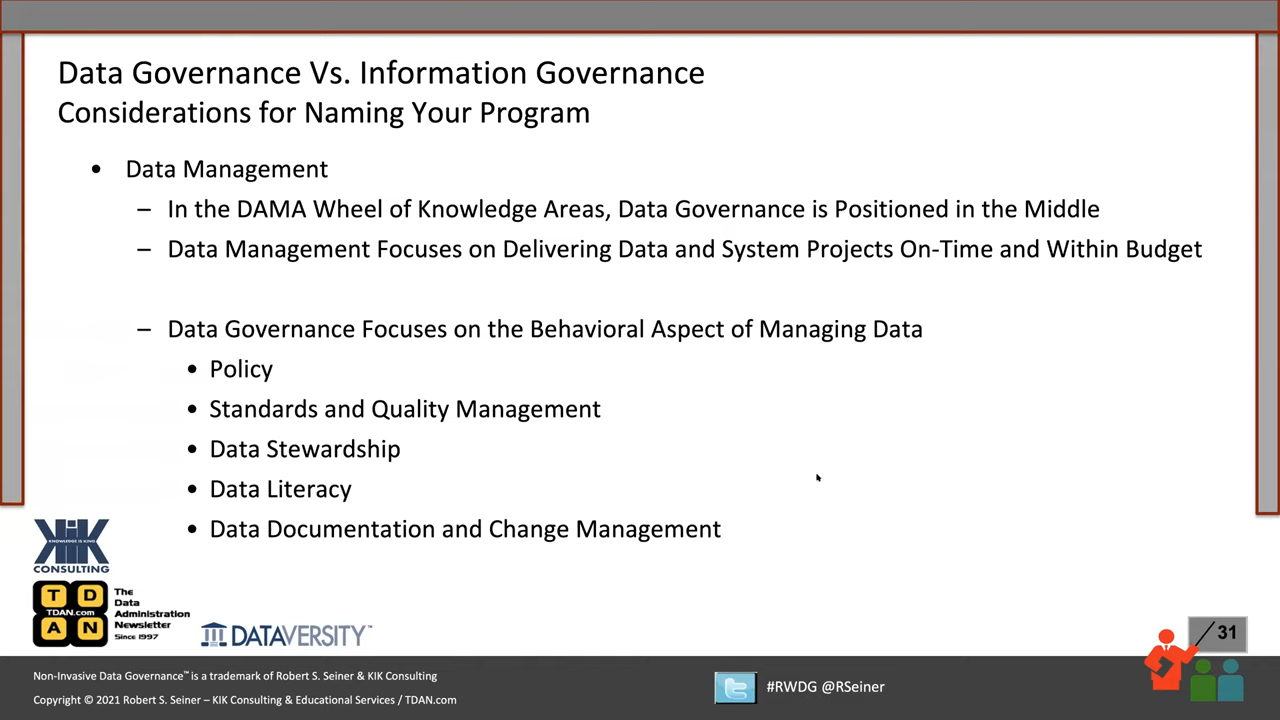 Data Governance Vs. Information Governance
Considerations for Naming Your Program
• Data Management
– In the DAMA Wheel of Knowledge Areas, Data Governance is Positioned in the Middle
– Data Management Focuses on Delivering Data and System Projects On-Time and Within Budget
– Data Governance Focuses on the Behavioral Aspect of Managing Data
• Policy
• Standards and Quality Management
• Data Stewardship
• Data Literacy
• Data Documentation and Change Management
KIK
KNOWLEDGE IS KING
CONSULTING
T D
TDAN.com
A N
The
Data
Administration
Newsletter
Since 1997
DATAVERSITY™
31
Non-Invasive Data Governance™ is a trademark of Robert S. Seiner & KIK Consulting
Copyright © 2021 Robert S. Seiner – KIK Consulting & Educational Services / TDAN.com
#RWDG @RSeiner